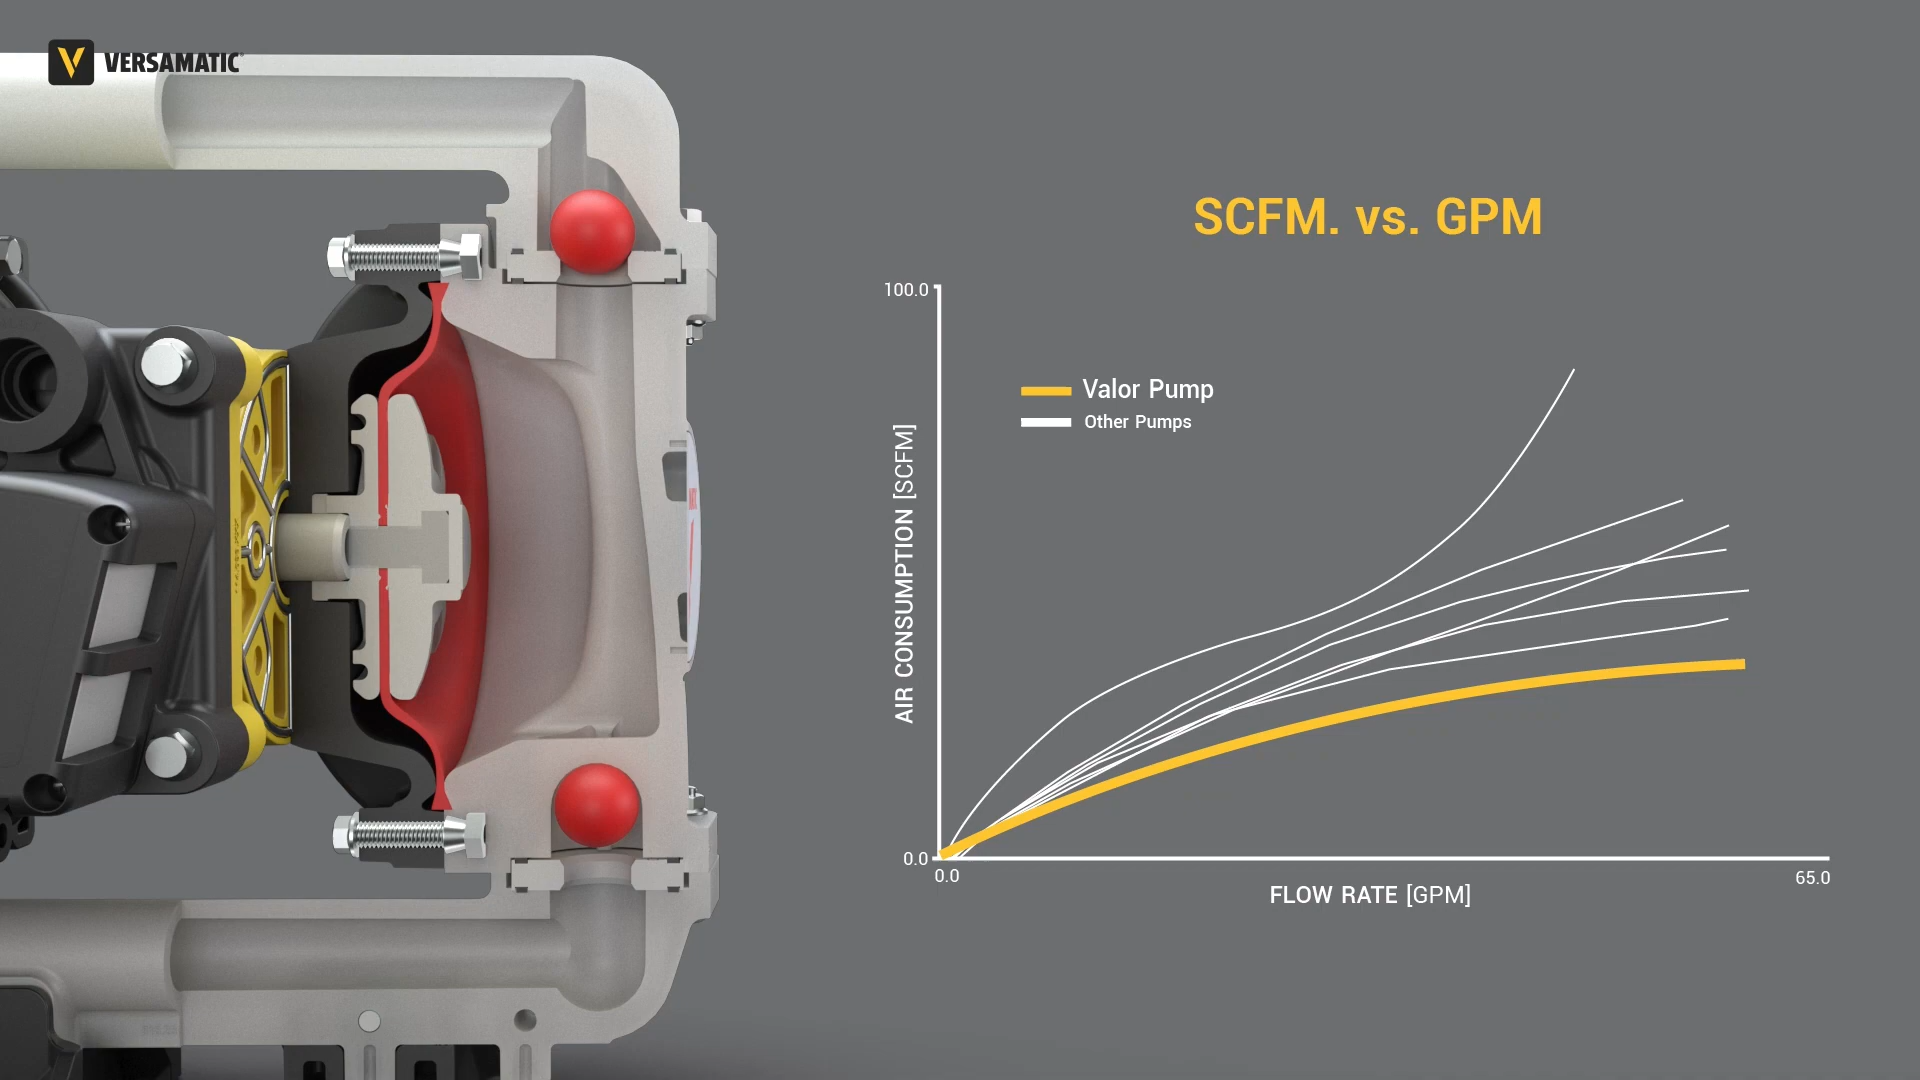 VERSAMATIC
SCFM. vs. GPM
100.0
Valor Pump
Other Pumps
AIR CONSUMPTION [SCFM]
0.0
0.0
65.0
FLOW RATE [GPM]